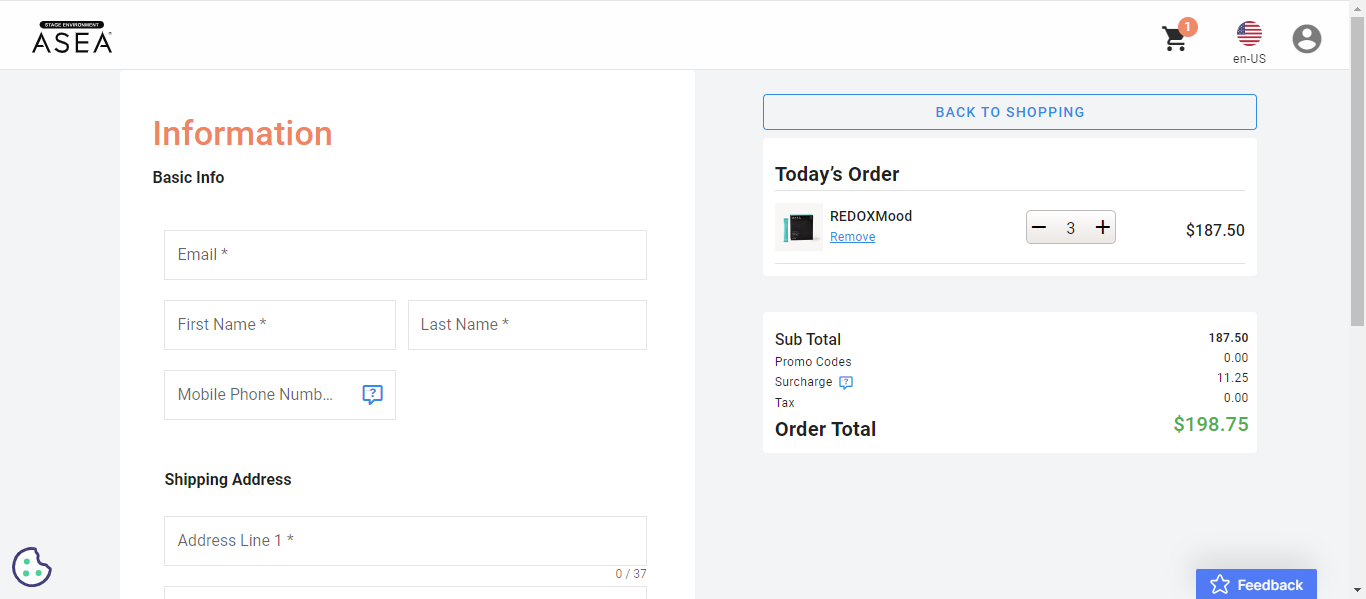 STAGE ENVIRONMENT
ASEA
1
en-US
Information
Basic Info
Email *
First Name *
Last Name *
Mobile Phone Numb...
?
Shipping Address
Address Line 1 *
0 / 37
BACK TO SHOPPING
Today’s Order
REDOXMood
Remove
3
$187.50
Sub Total
187.50
Promo Codes
0.00
Surcharge ?
11.25
Tax
0.00
Order Total
$198.75
Feedback